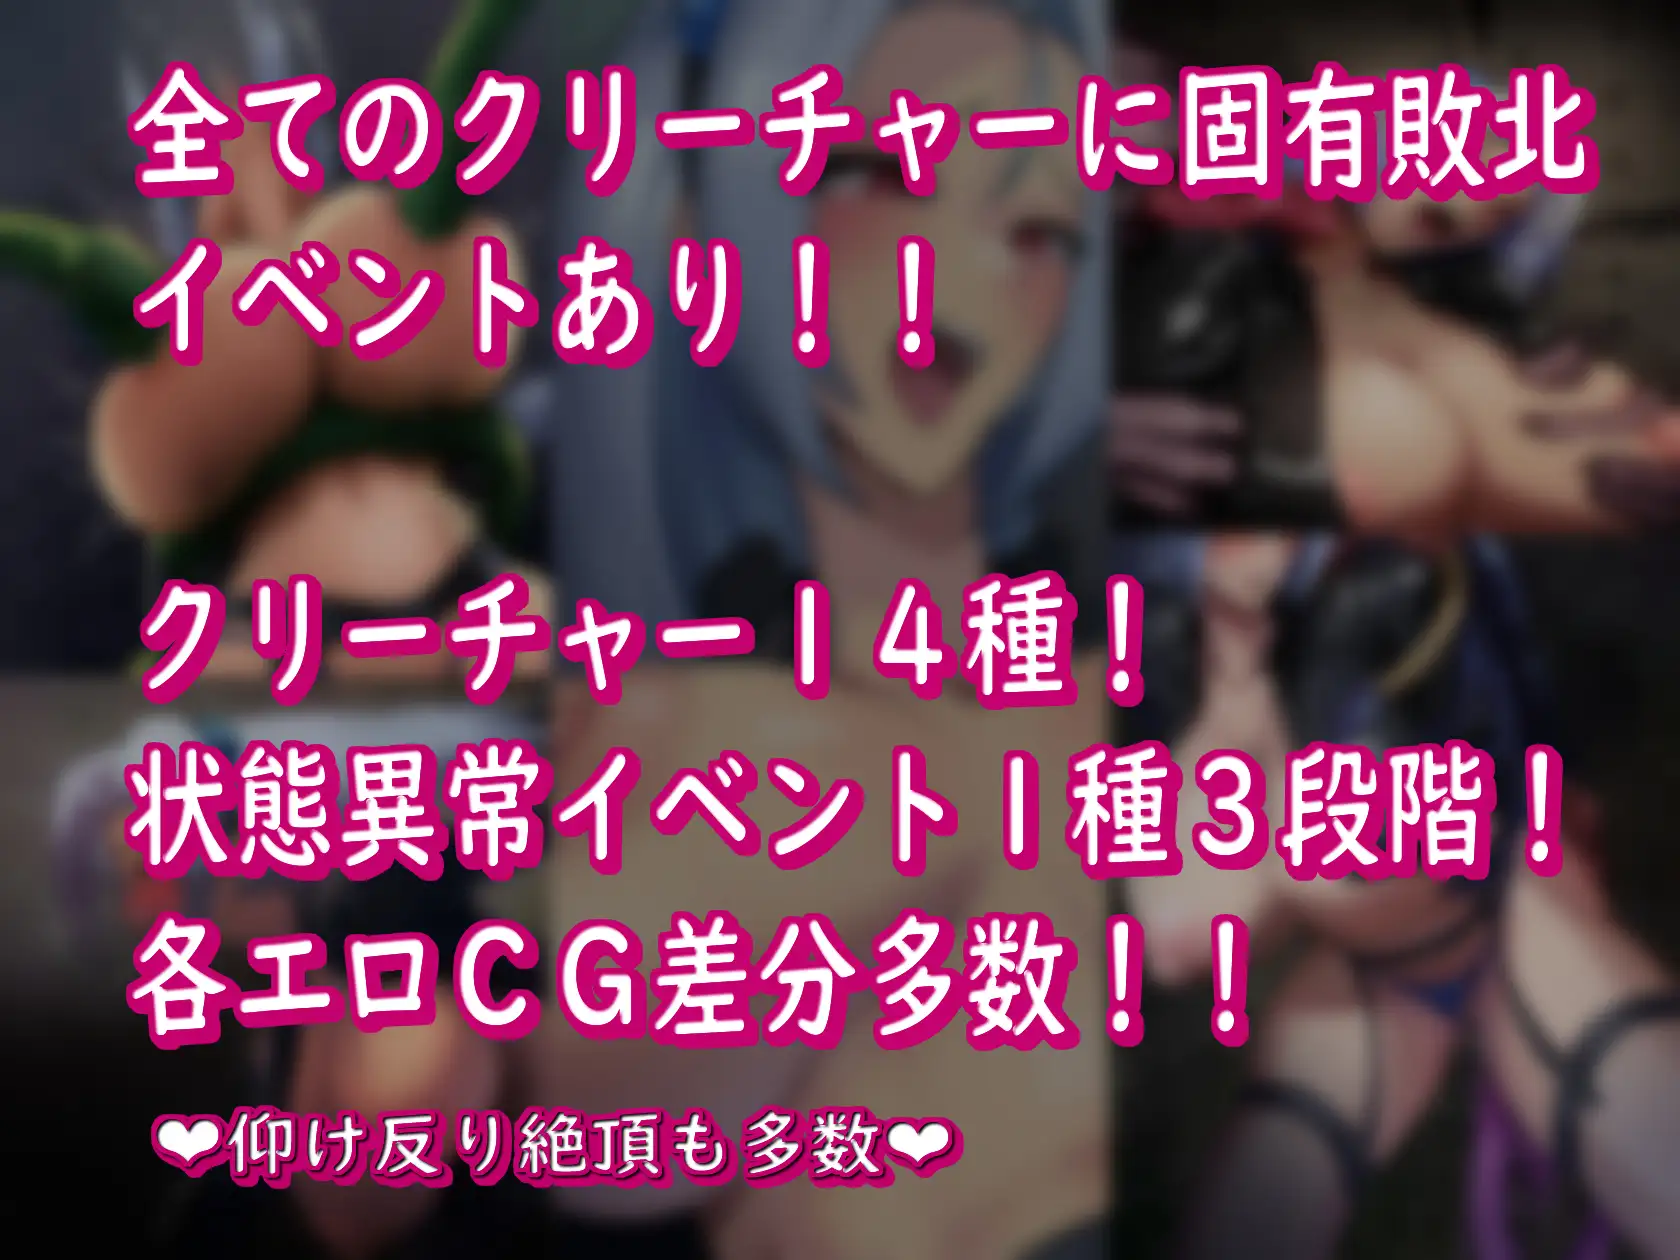 全てのクリーチャーに固有敗北
イベントあり！！
クリーチャー１４種！
状態異常イベント１種３段階！
各エロＣＧ差分多数！！
❤仰け反り絶頂も多数❤